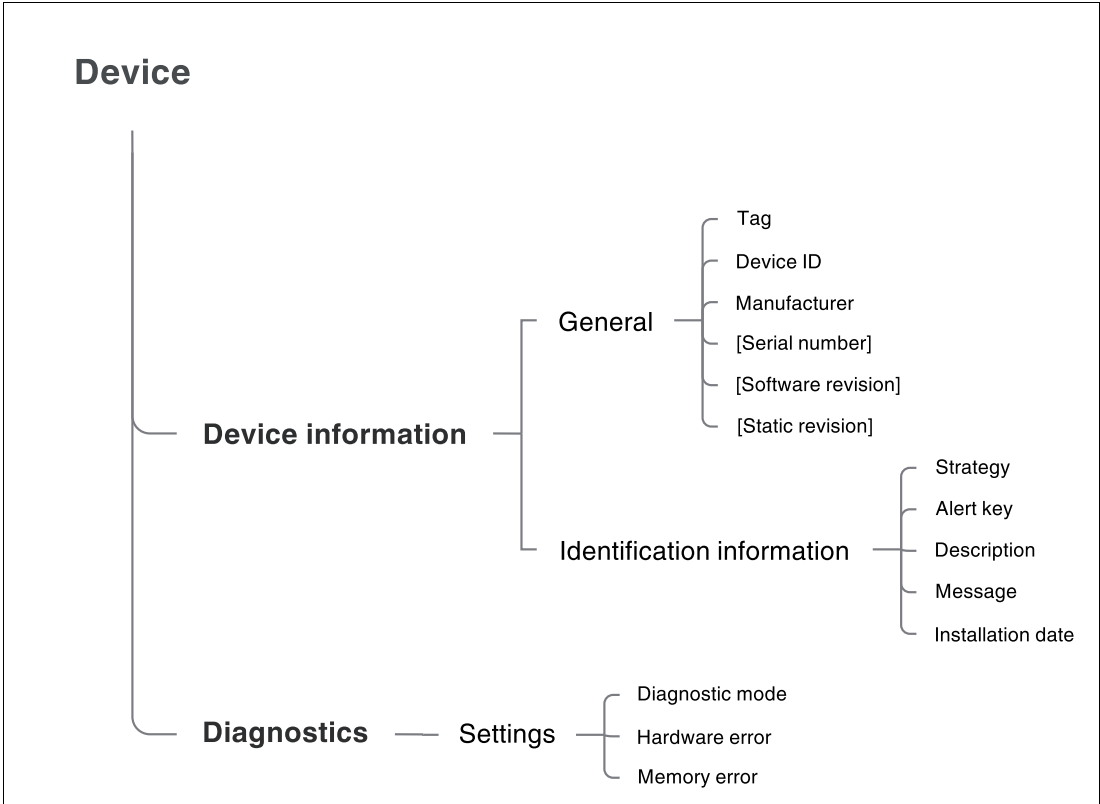 Device
Device information
General
Tag
Device ID
Manufacturer
[Serial number]
[Software revision]
[Static revision]
Identification information
Strategy
Alert key
Description
Message
Installation date
Diagnostics
Settings
Diagnostic mode
Hardware error
Memory error